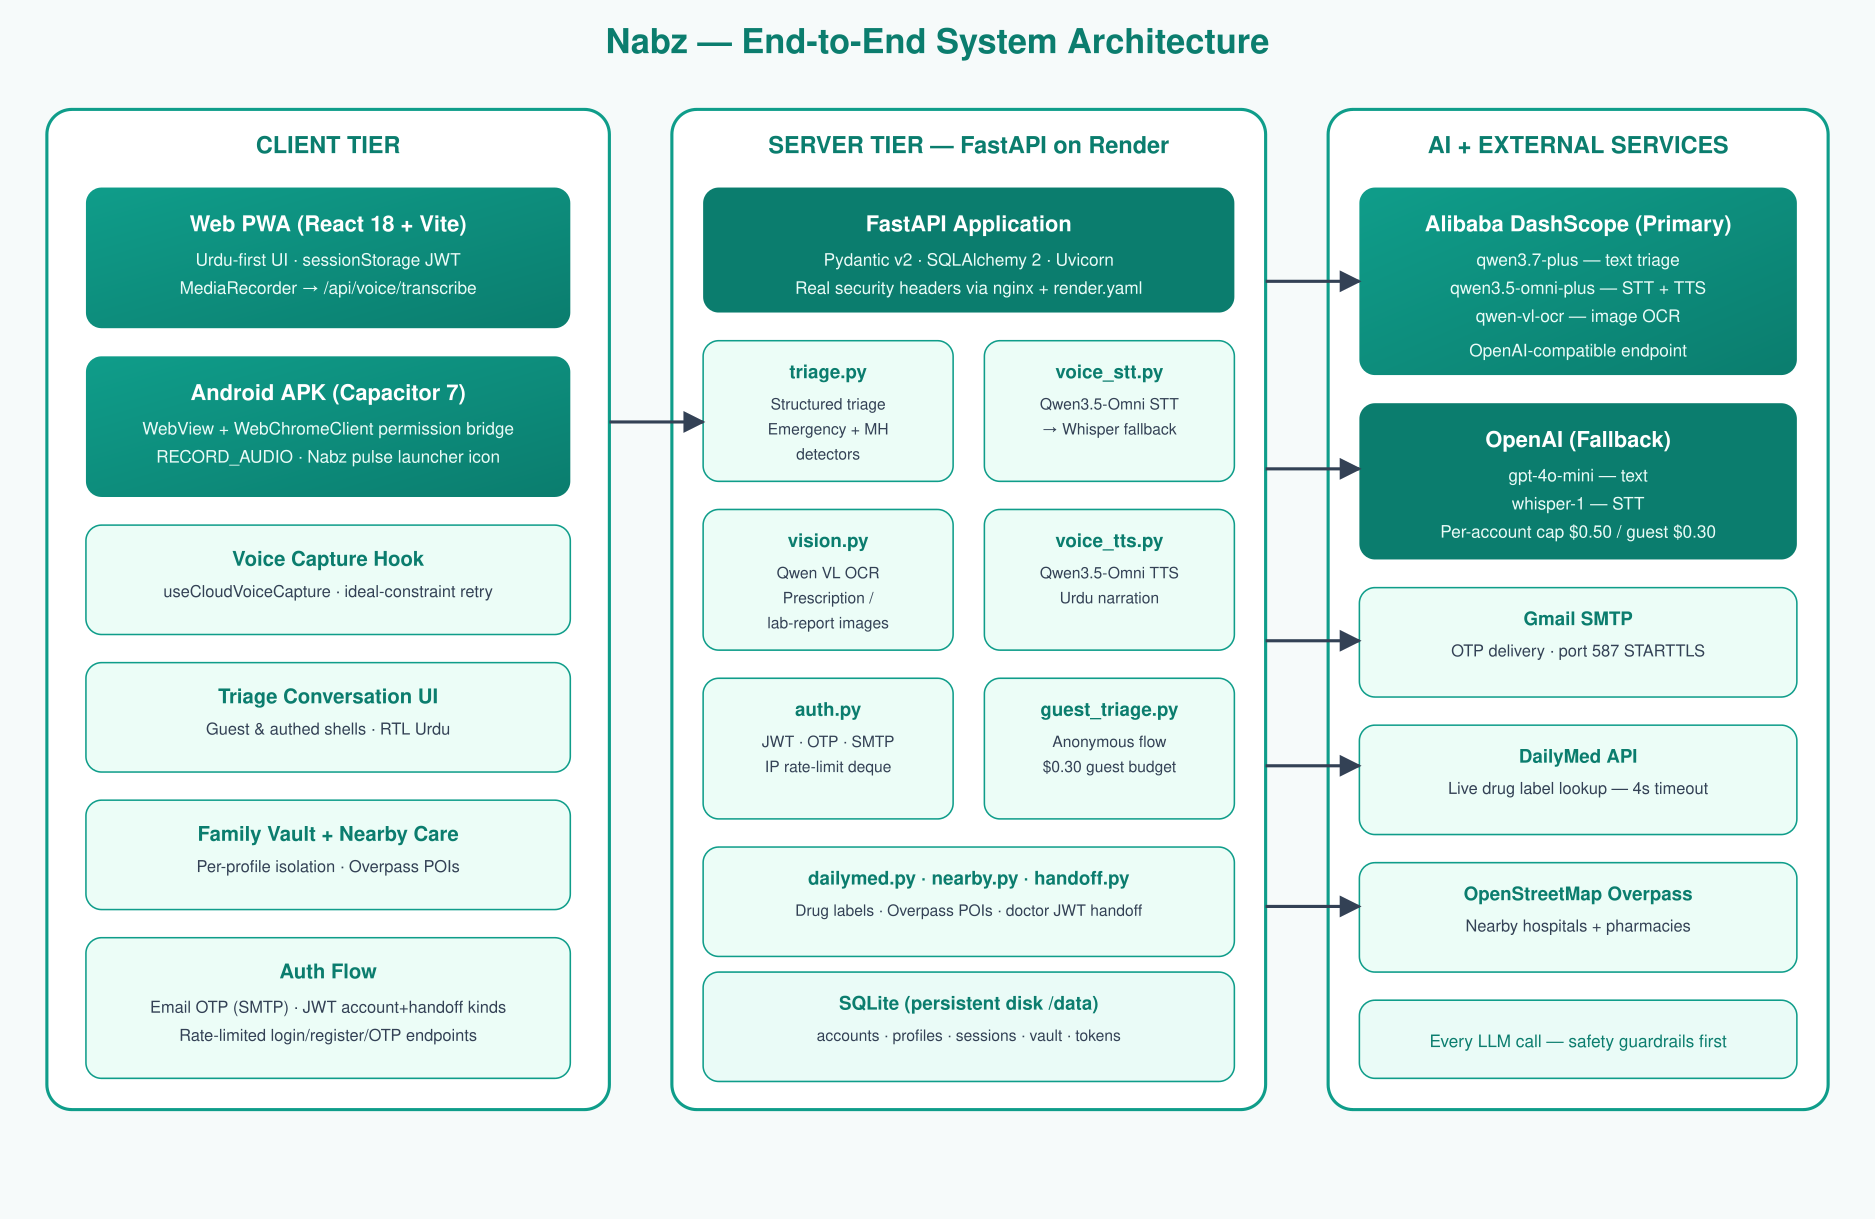 Nabz — End-to-End System Architecture
CLIENT TIER
Web PWA (React 18 + Vite)
Urdu-first UI · sessionStorage JWT
MediaRecorder → /api/voice/transcribe
Android APK (Capacitor 7)
WebView + WebChromeClient permission bridge
RECORD_AUDIO · Nabz pulse launcher icon
Voice Capture Hook
useCloudVoiceCapture · ideal-constraint retry
Triage Conversation UI
Guest & authed shells · RTL Urdu
Family Vault + Nearby Care
Per-profile isolation · Overpass POIs
Auth Flow
Email OTP (SMTP) · JWT account+handoff kinds
Rate-limited login/register/OTP endpoints
SERVER TIER — FastAPI on Render
FastAPI Application
Pydantic v2 · SQLAlchemy 2 · Uvicorn
Real security headers via nginx + render.yaml
triage.py
Structured triage
Emergency + MH
detectors
voice_stt.py
Qwen3.5-Omni STT
→ Whisper fallback
vision.py
Qwen VL OCR
Prescription /
lab-report images
voice_tts.py
Qwen3.5-Omni TTS
Urdu narration
auth.py
JWT · OTP · SMTP
IP rate-limit deque
guest_triage.py
Anonymous flow
$0.30 guest budget
dailymed.py · nearby.py · handoff.py
Drug labels · Overpass POIs · doctor JWT handoff
SQLite (persistent disk /data)
accounts · profiles · sessions · vault · tokens
AI + EXTERNAL SERVICES
Alibaba DashScope (Primary)
qwen3.7-plus — text triage
qwen3.5-omni-plus — STT + TTS
qwen-vl-ocr — image OCR
OpenAI-compatible endpoint
OpenAI (Fallback)
gpt-4o-mini — text
whisper-1 — STT
Per-account cap $0.50 / guest $0.30
Gmail SMTP
OTP delivery · port 587 STARTTLS
DailyMed API
Live drug label lookup — 4s timeout
OpenStreetMap Overpass
Nearby hospitals + pharmacies
Every LLM call — safety guardrails first